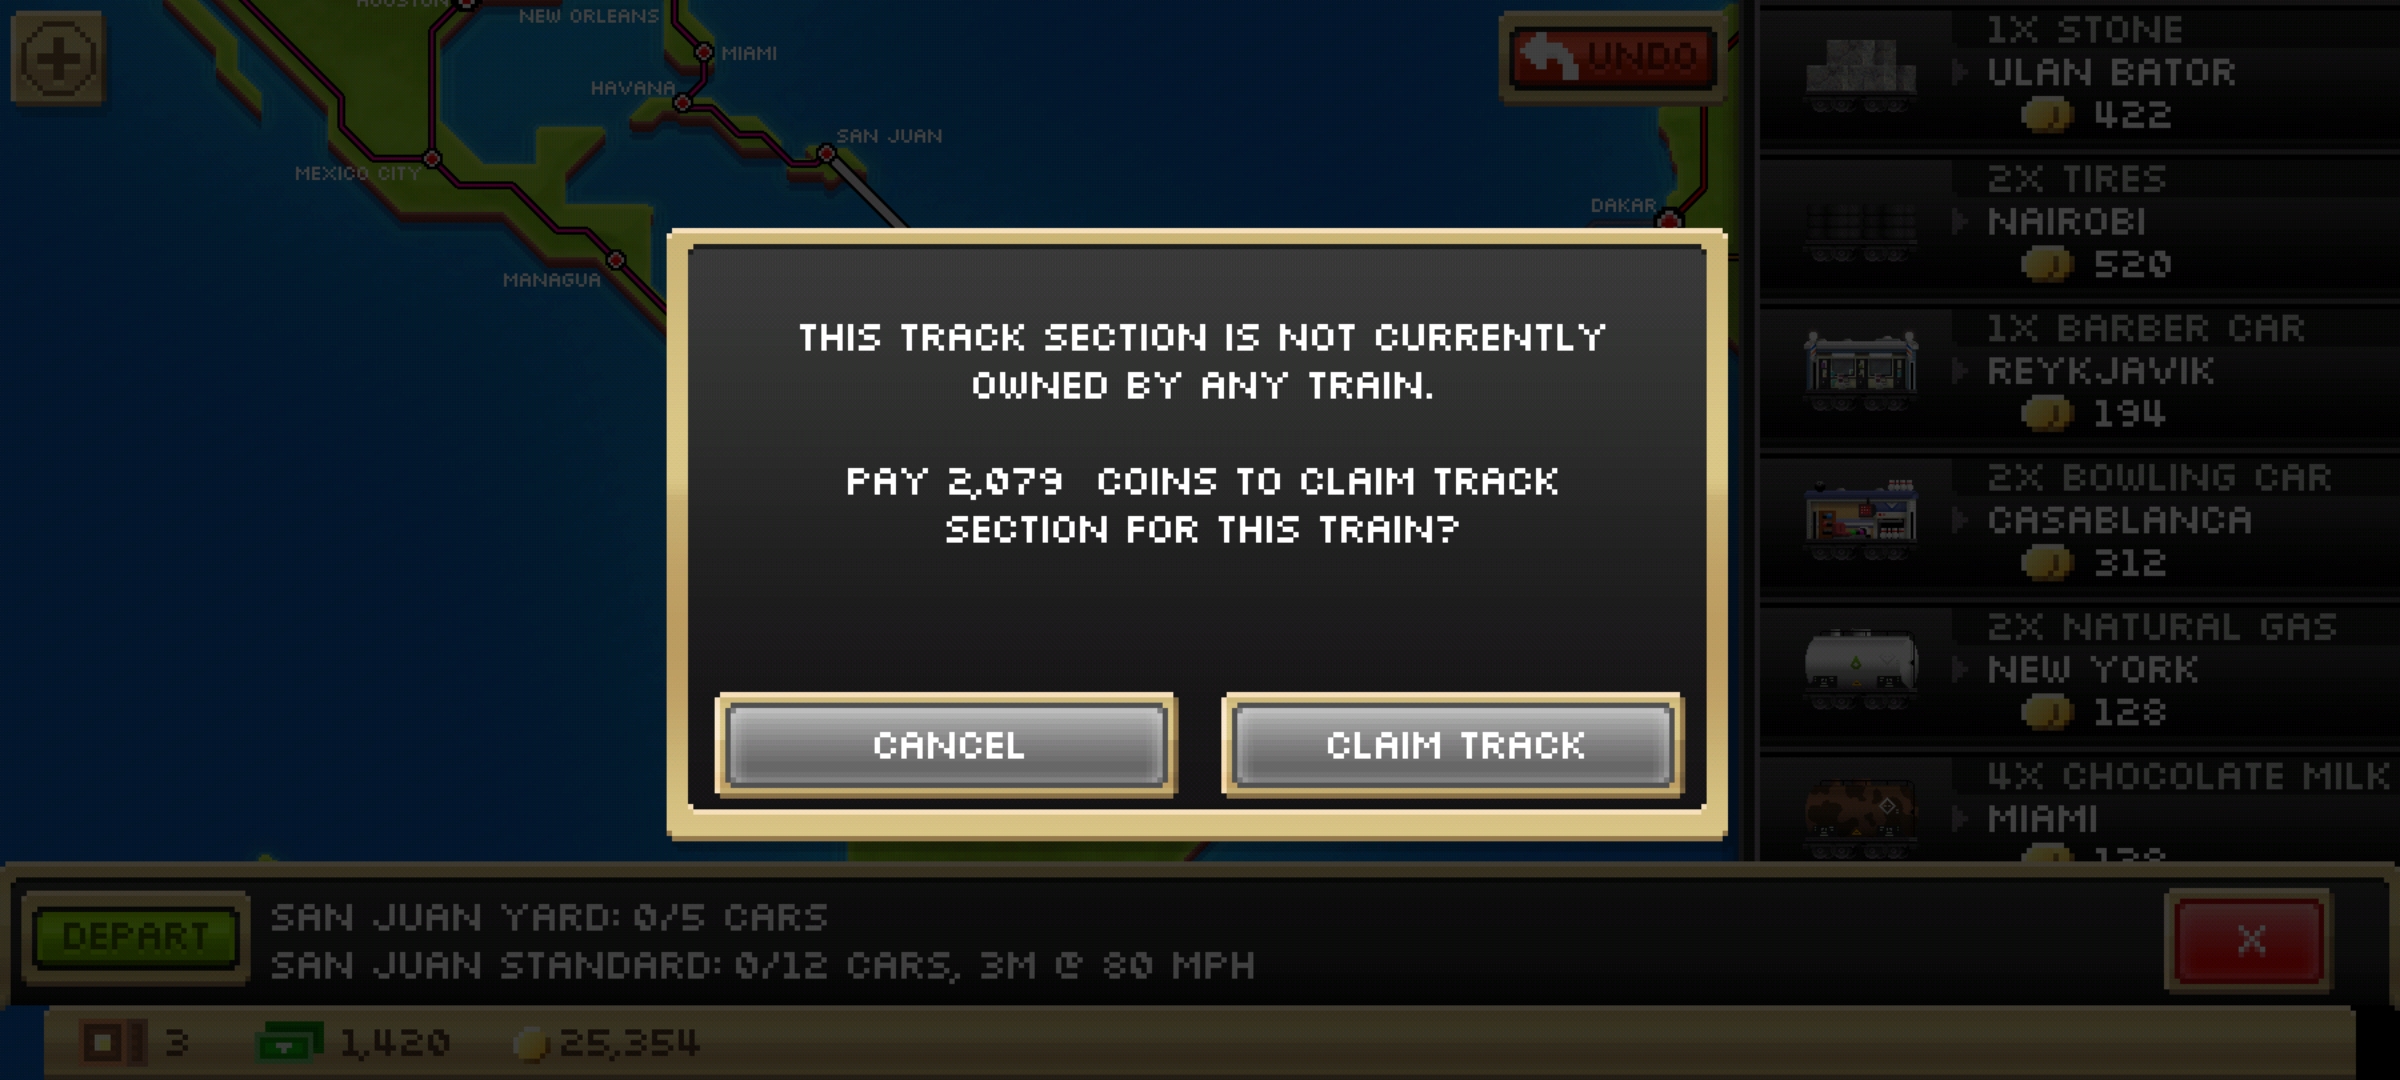 HOUSTON
NEW ORLEANS
MIAMI
HAVANA
SAN JUAN
MEXICO CITY
MANAGUA
DAKAR
UNDO
THIS TRACK SECTION IS NOT CURRENTLY
OWNED BY ANY TRAIN.
PAY 2,079 COINS TO CLAIM TRACK
SECTION FOR THIS TRAIN?
CANCEL
CLAIM TRACK
1X STONE
ULAN BATOR
422
2X TIRES
NAIROBI
520
1X BARBER CAR
REYKJAVIK
194
2X BOWLING CAR
CASABLANCA
312
2X NATURAL GAS
NEW YORK
128
4X CHOCOLATE MILK
MIAMI
DEPART
SAN JUAN YARD: 0/5 CARS
SAN JUAN STANDARD: 0/12 CARS, 3M @ 80 MPH
X
3
1,420
25,354